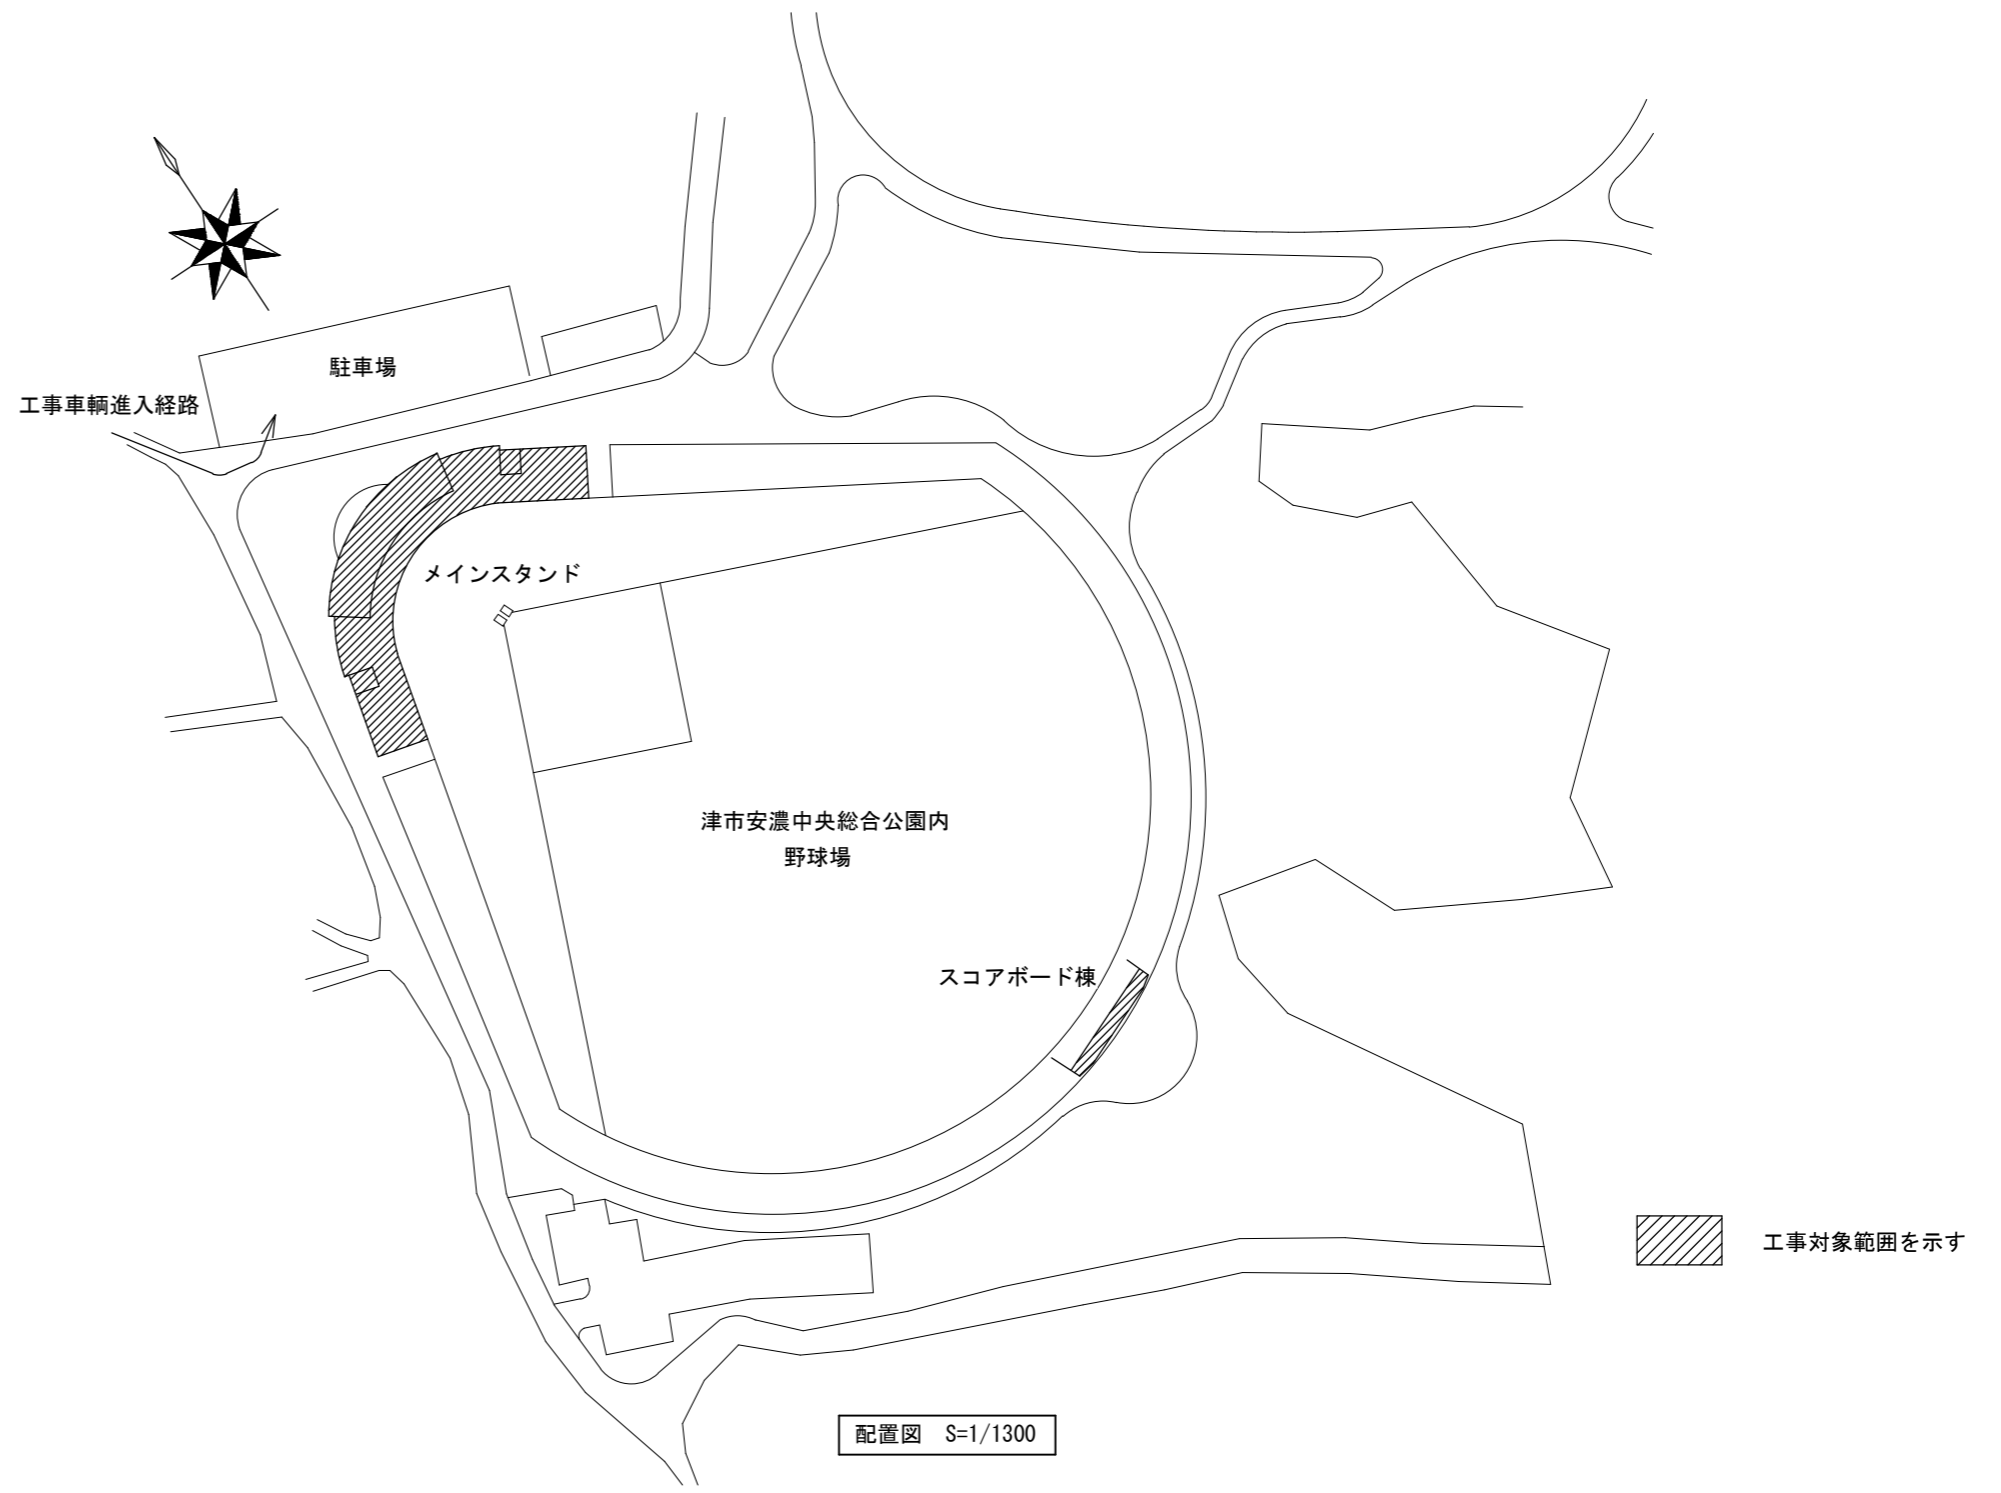 駐車場
工事車輌進入経路
メインスタンド
津市安濃中央総合公園内
野球場
スコアボード棟
工事対象範囲を示す
配置図　S=1/1300